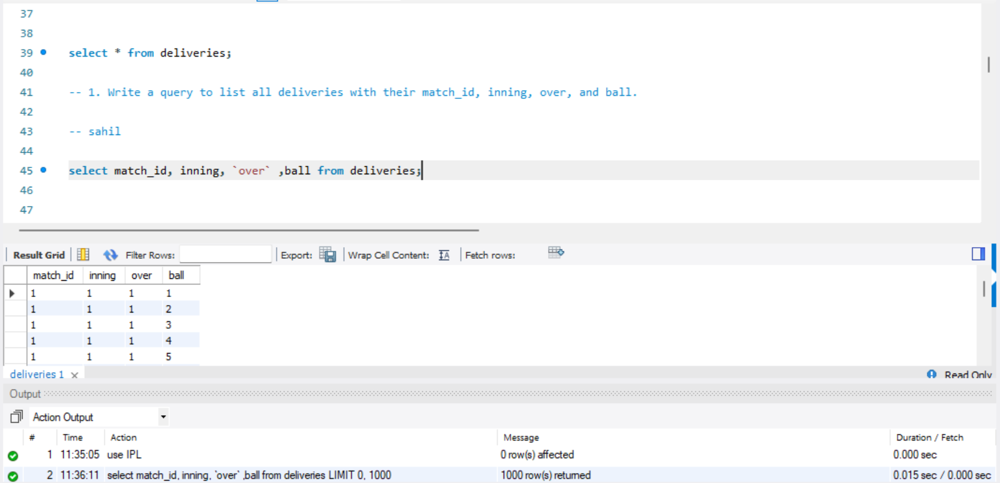 37
38
39 select * from deliveries;
40
41 -- 1. Write a query to list all deliveries with their match_id, inning, over, and ball.
42
43 -- sahil
44
45 select match_id, inning, `over` ,ball from deliveries;
46
47
Result Grid Filter Rows: Export: Wrap Cell Content: Fetch rows:
match_id inning over ball
1 1 1 1
1 1 1 2
1 1 1 3
1 1 1 4
1 1 1 5
deliveries 1 Read Only
Output
Action Output
# Time Action Message Duration / Fetch
1 11:35:05 use IPL 0 row(s) affected 0.000 sec
2 11:36:11 select match_id, inning, `over` ,ball from deliveries LIMIT 0, 1000 1000 row(s) returned 0.015 sec / 0.000 sec